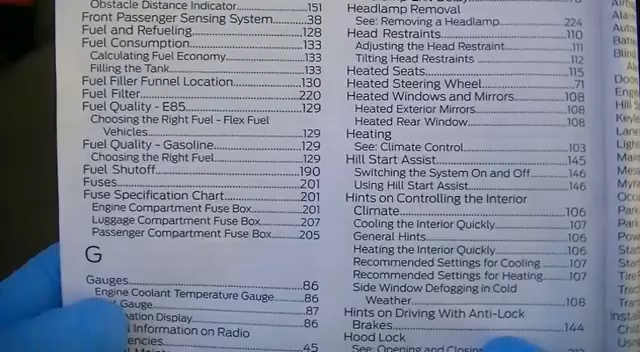 Obstacle Distance Indicator.....151
Front Passenger Sensing System.....38
Fuel and Refueling.....128
Fuel Consumption.....133
Calculating Fuel Economy.....133
Filling the Tank.....133
Fuel Filler Funnel Location.....130
Fuel Filter.....220
Fuel Quality - E85.....129
Choosing the Right Fuel - Flex Fuel
Vehicles.....129
Fuel Quality - Gasoline.....129
Choosing the Right Fuel.....129
Fuel Shutoff.....190
Fuses.....201
Fuse Specification Chart.....201
Engine Compartment Fuse Box.....201
Luggage Compartment Fuse Box.....207
Passenger Compartment Fuse Box.....205
G
Gauges.....86
Engine Coolant Temperature Gauge.....86
Gauge.....87
Display.....86
Information on Radio
.....45
Headlamp Removal
See: Removing a Headlamp.....224
Head Restraints.....110
Adjusting the Head Restraint.....111
Tilting Head Restraints.....112
Heated Seats.....115
Heated Steering Wheel.....71
Heated Windows and Mirrors.....108
Heated Exterior Mirrors.....108
Heated Rear Window.....108
Heating
See: Climate Control.....103
Hill Start Assist.....145
Switching the System On and Off.....146
Using Hill Start Assist.....146
Hints on Controlling the Interior
Climate.....106
Cooling the Interior Quickly.....107
General Hints.....106
Heating the Interior Quickly.....106
Recommended Settings for Cooling.....107
Recommended Settings for Heating.....107
Side Window Defogging in Cold
Weather.....108
Hints on Driving With Anti-Lock
Brakes.....144
Hood Lock
See: Opening and Closing